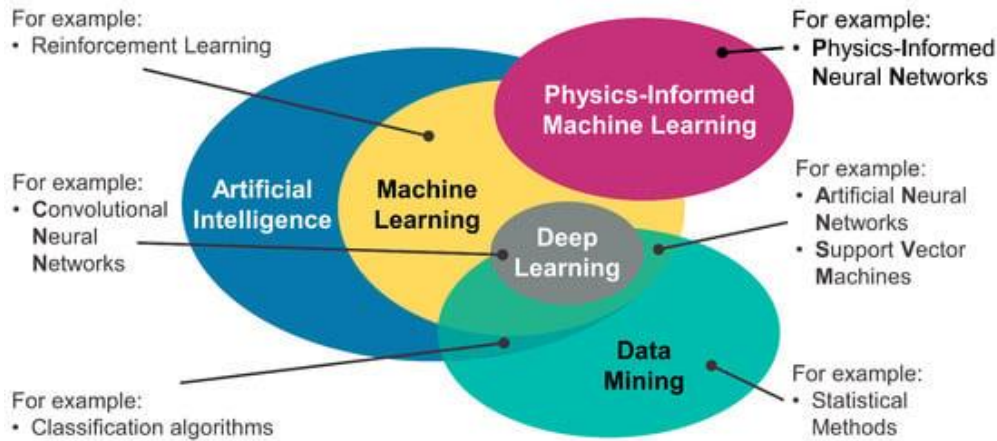 For example:
• Reinforcement Learning
For example:
• Physics-Informed
Neural Networks
Physics-Informed
Machine Learning
For example:
• Convolutional
Neural
Networks
Artificial
Intelligence
Machine
Learning
Deep
Learning
For example:
• Artificial Neural
Networks
• Support Vector
Machines
Data
Mining
For example:
• Classification algorithms
For example:
• Statistical
Methods